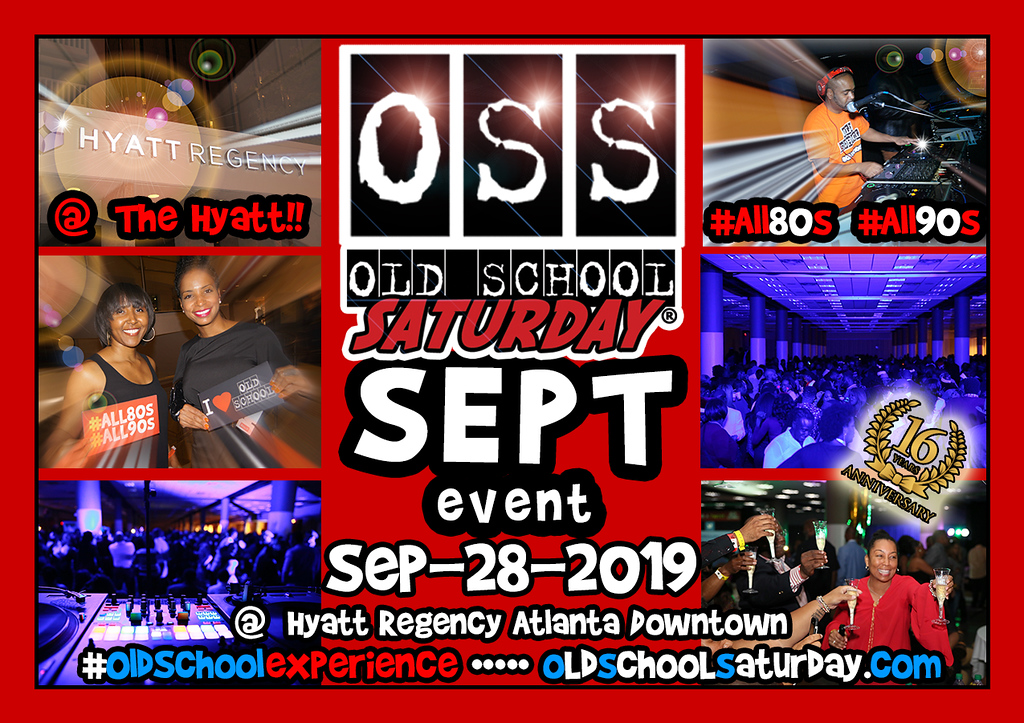 HYATT REGENCY
@ The Hyatt!!
OSS
OLD SCHOOL
SATURDAY®
#All80s #All90s
#ALL80S
#ALL90S
I ❤ OLD SCHOOL
SEPT
event
16
YEARS
ANNIVERSARY
Sep-28-2019
@ Hyatt Regency Atlanta Downtown
#OldSchoolexperience ••••• oldschoolsaturday.com